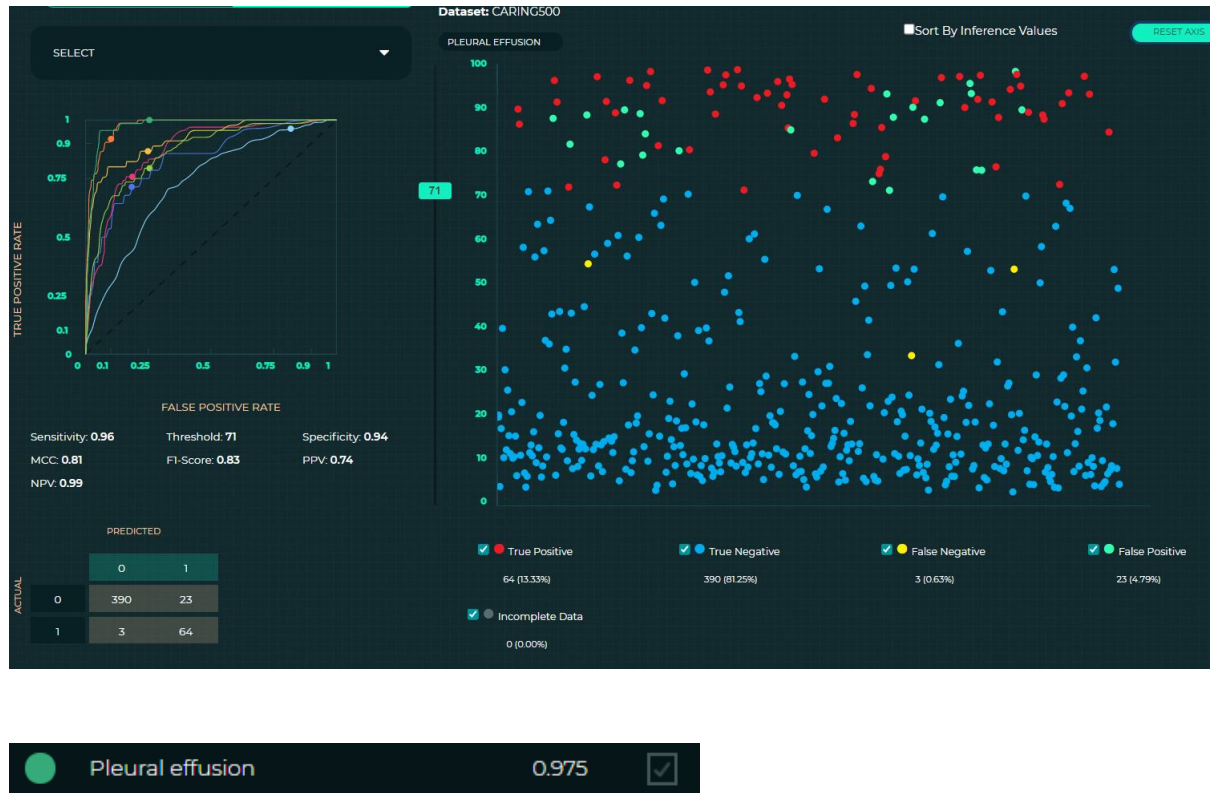 Dataset: CARING500
SELECT
PLEURAL EFFUSION
Sort By Inference Values
RESET AXIS
1
0.9
0.75
0.5
0.25
0.1
0
TRUE POSITIVE RATE
0 0.1 0.25 0.5 0.75 0.9 1
FALSE POSITIVE RATE
71
100
90
80
70
60
50
40
30
20
10
0
Sensitivity: 0.96 Threshold: 71 Specificity: 0.94
MCC: 0.81 F1-Score: 0.83 PPV: 0.74
NPV: 0.99
PREDICTED
ACTUAL
0 1
0 390 23
1 3 64
True Positive True Negative False Negative False Positive
64 (13.33%) 390 (81.25%) 3 (0.63%) 23 (4.79%)
Incomplete Data
0 (0.00%)
Pleural effusion 0.975